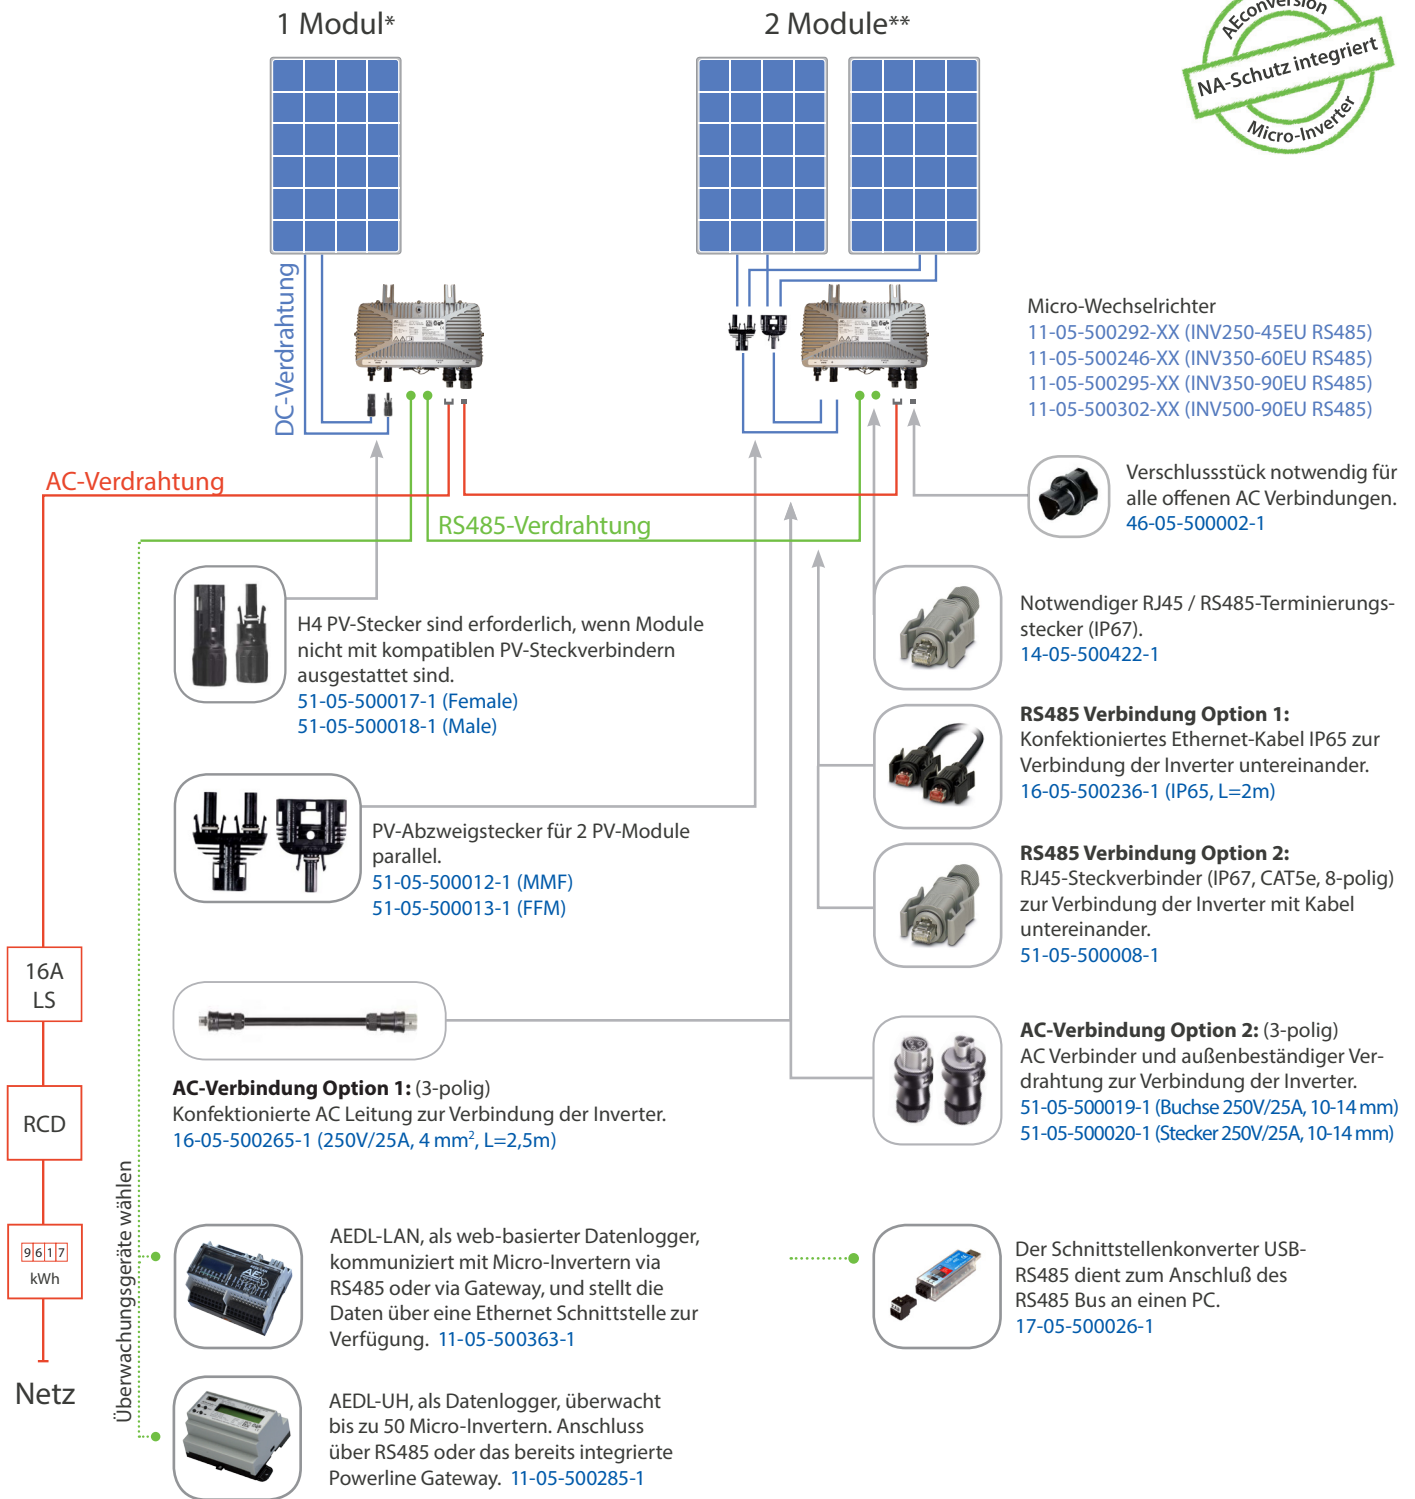 1 Modul*
2 Module**
AEconversion
NA-Schutz integriert
Micro-Inverter
DC-Verdrahtung
Micro-Wechselrichter
11-05-500292-XX (INV250-45EU RS485)
11-05-500246-XX (INV350-60EU RS485)
11-05-500295-XX (INV350-90EU RS485)
11-05-500302-XX (INV500-90EU RS485)
AC-Verdrahtung
Verschlussstück notwendig für
alle offenen AC Verbindungen.
46-05-500002-1
RS485-Verdrahtung
H4 PV-Stecker sind erforderlich, wenn Module
nicht mit kompatiblen PV-Steckverbindern
ausgestattet sind.
51-05-500017-1 (Female)
51-05-500018-1 (Male)
Notwendiger RJ45 / RS485-Terminierungs-
stecker (IP67).
14-05-500422-1
RS485 Verbindung Option 1:
Konfektioniertes Ethernet-Kabel IP65 zur
Verbindung der Inverter untereinander.
16-05-500236-1 (IP65, L=2m)
PV-Abzweigstecker für 2 PV-Module
parallel.
51-05-500012-1 (MMF)
51-05-500013-1 (FFM)
RS485 Verbindung Option 2:
RJ45-Steckverbinder (IP67, CAT5e, 8-polig)
zur Verbindung der Inverter mit Kabel
untereinander.
51-05-500008-1
16A
LS
RCD
9617
kWh
Netz
AC-Verbindung Option 1: (3-polig)
Konfektionierte AC Leitung zur Verbindung der Inverter.
16-05-500265-1 (250V/25A, 4 mm², L=2,5m)
AC-Verbindung Option 2: (3-polig)
AC Verbinder und außenbeständiger Ver-
drahtung zur Verbindung der Inverter.
51-05-500019-1 (Buchse 250V/25A, 10-14 mm)
51-05-500020-1 (Stecker 250V/25A, 10-14 mm)
Überwachungsgeräte wählen
AEDL-LAN, als web-basierter Datenlogger,
kommuniziert mit Micro-Invertern via
RS485 oder via Gateway, und stellt die
Daten über eine Ethernet Schnittstelle zur
Verfügung. 11-05-500363-1
Der Schnittstellenkonverter USB-
RS485 dient zum Anschluß des
RS485 Bus an einen PC.
17-05-500026-1
AEDL-UH, als Datenlogger, überwacht
bis zu 50 Micro-Invertern. Anschluss
über RS485 oder das bereits integrierte
Powerline Gateway. 11-05-500285-1